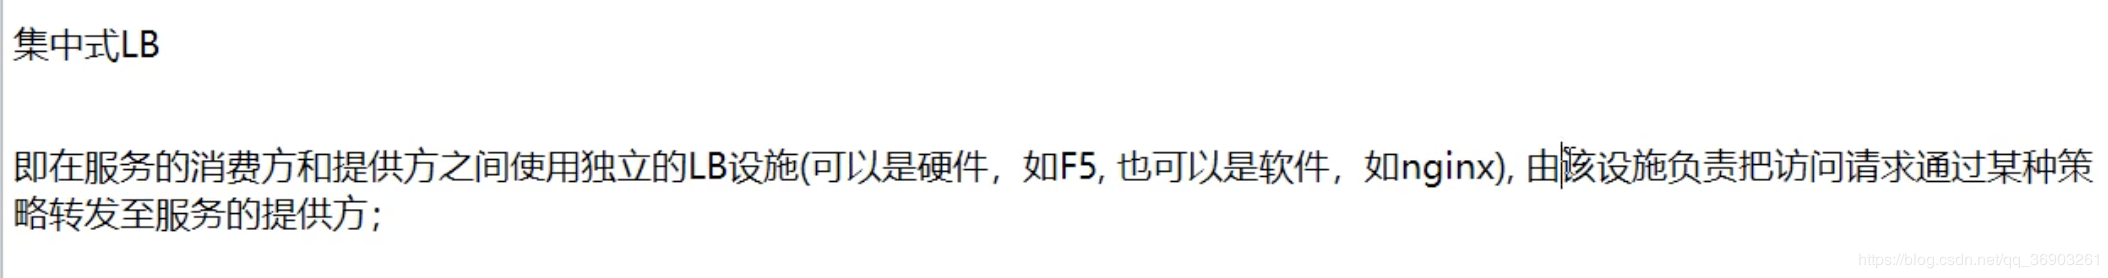 集中式LB
即在服务的消费方和提供方之间使用独立的LB设施(可以是硬件，如F5, 也可以是软件，如nginx), 由该设施负责把访问请求通过某种策
略转发至服务的提供方；
https://blog.csdn.net/qq_36903261